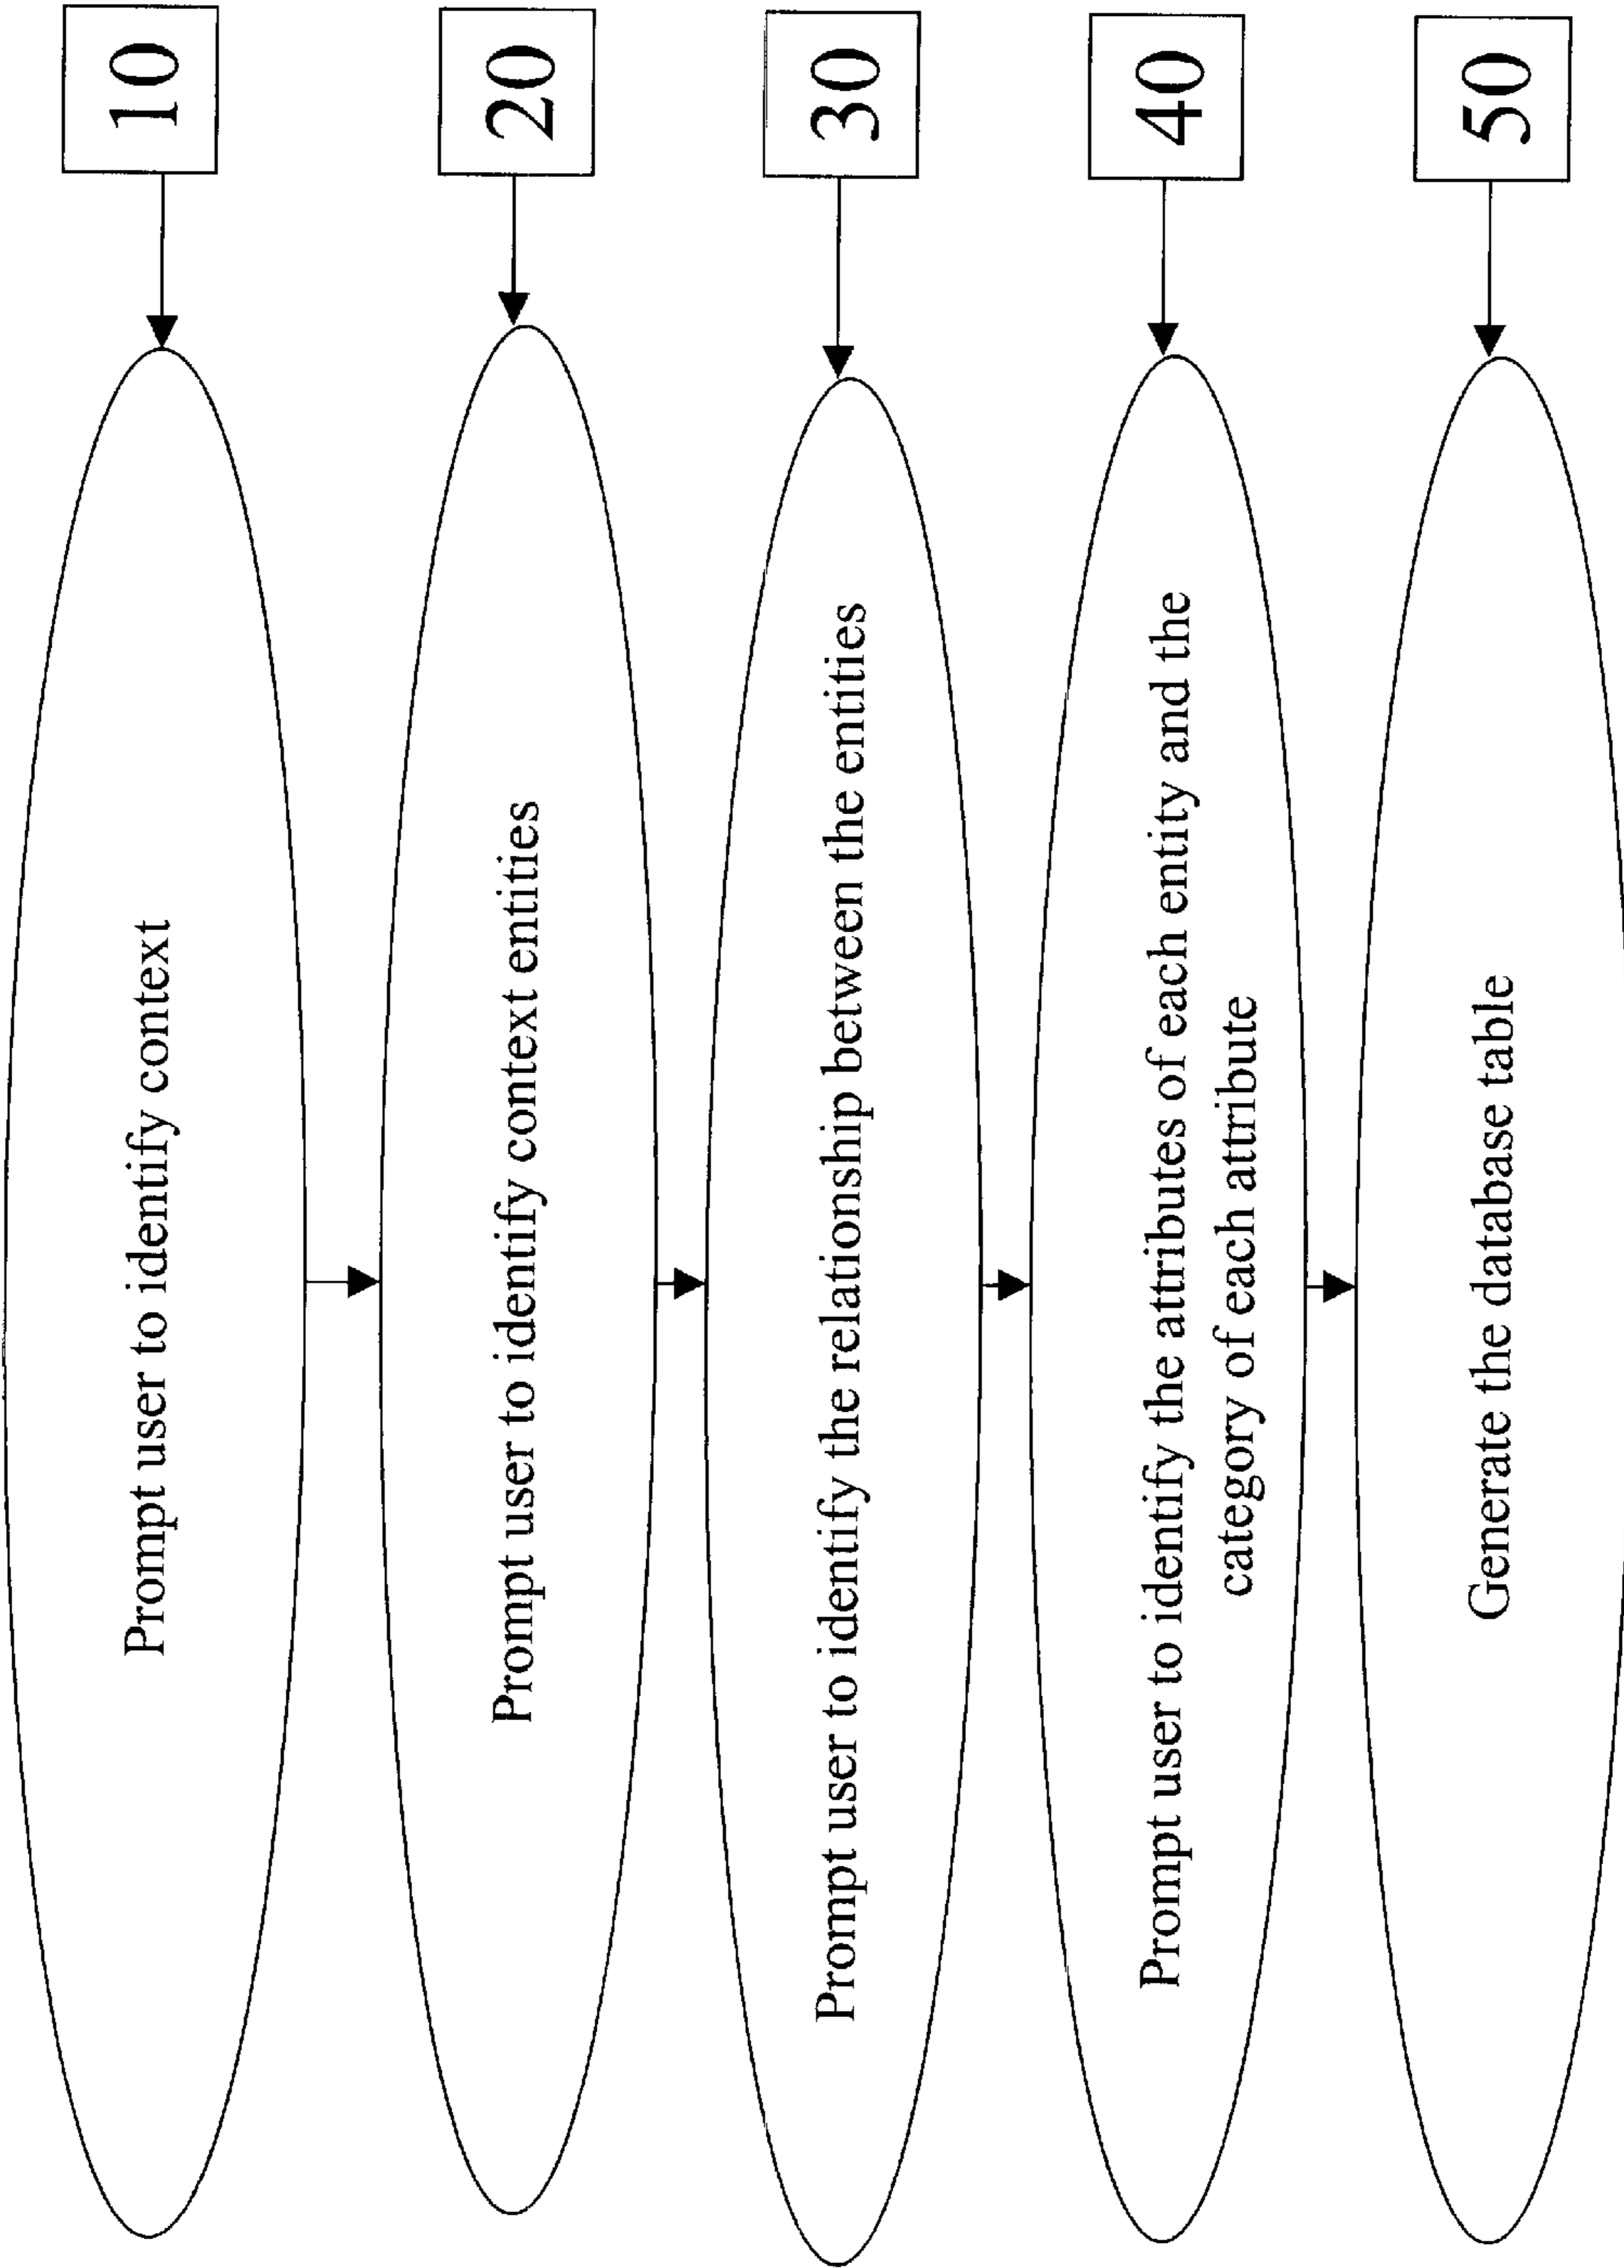 Prompt user to identify context
10
Prompt user to identify context entities
20
Prompt user to identify the relationship between the entities
30
Prompt user to identify the attributes of each entity and the
category of each attribute
40
Generate the database table
50